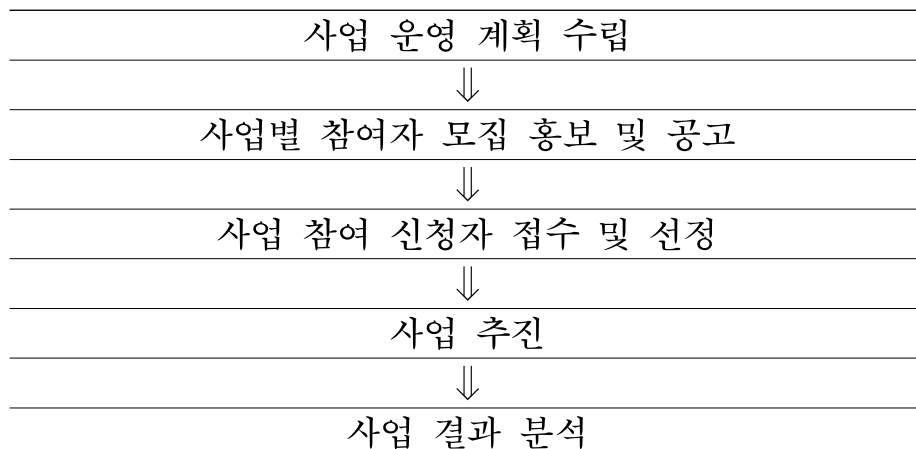 사업 운영 계획 수립
⇓
사업별 참여자 모집 홍보 및 공고
⇓
사업 참여 신청자 접수 및 선정
⇓
사업 추진
⇓
사업 결과 분석